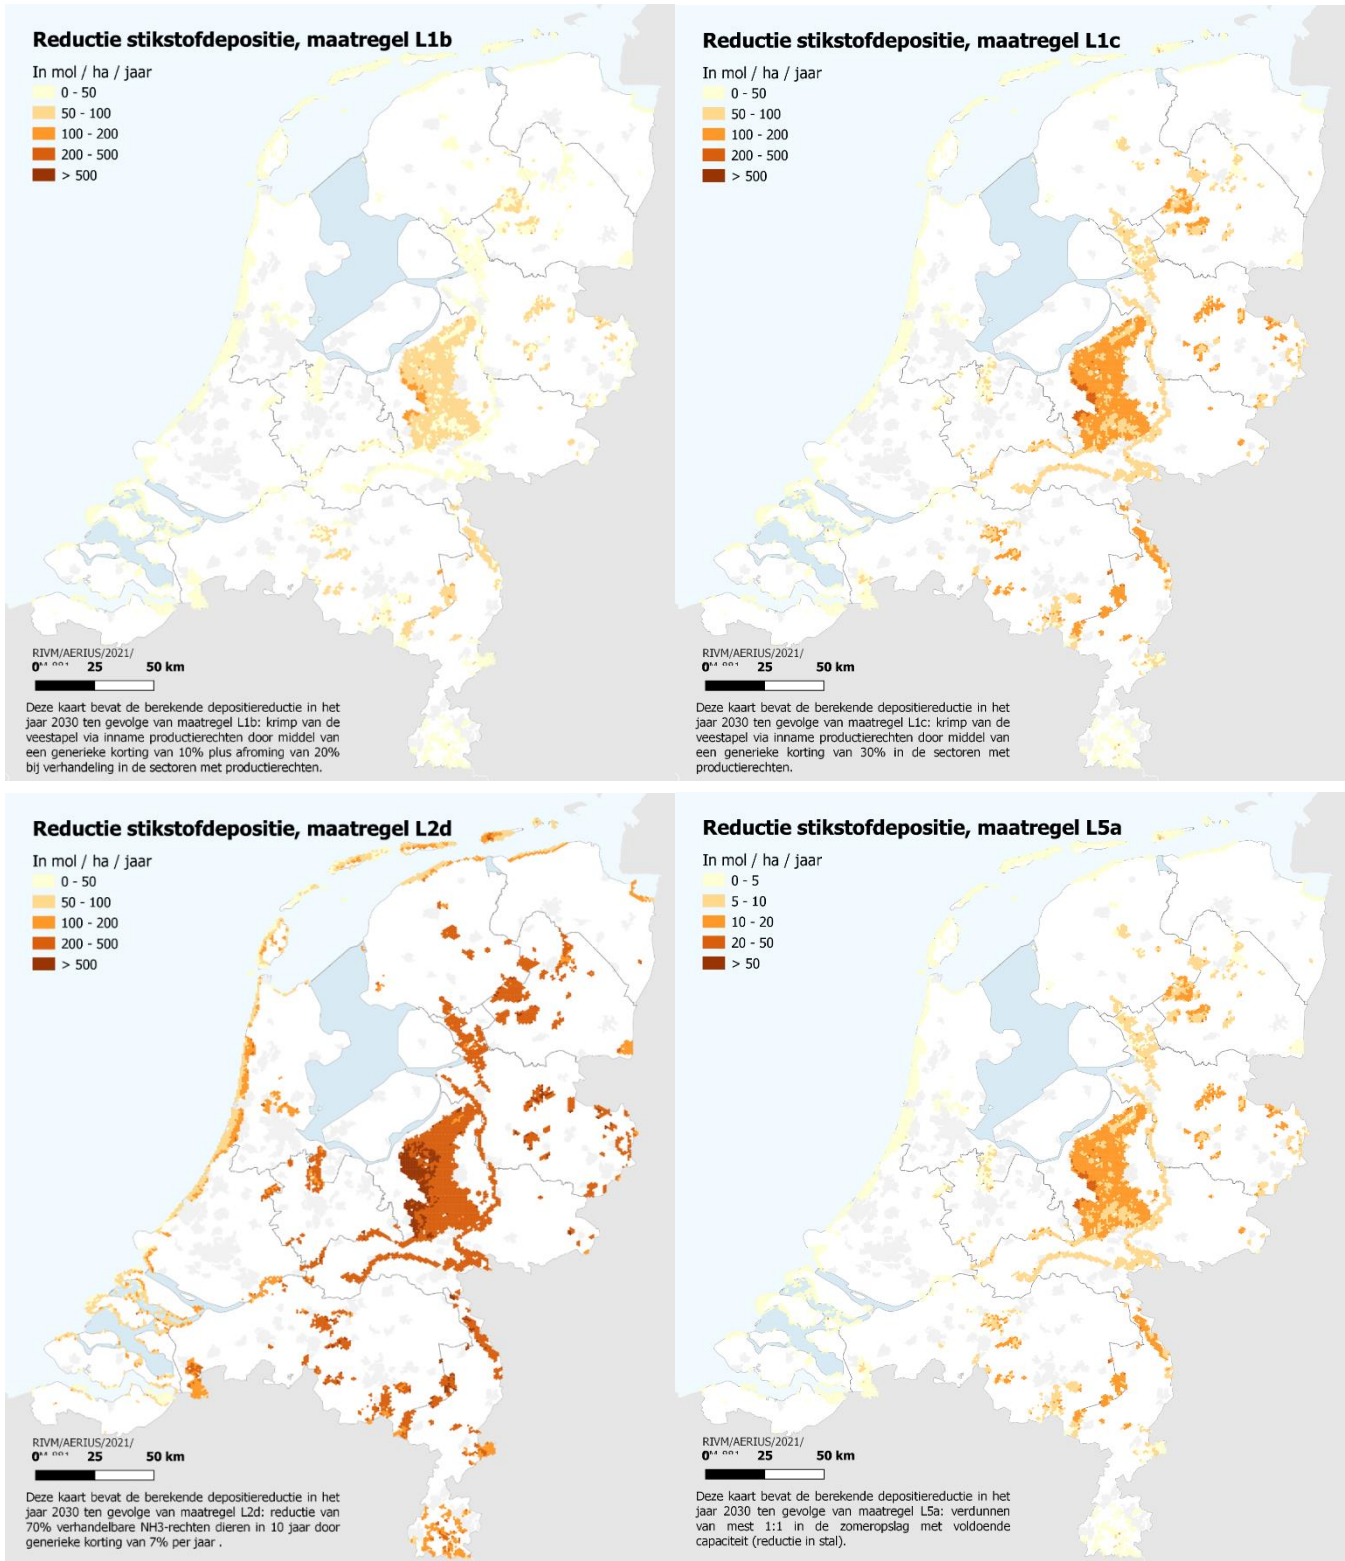 Reductie stikstofdepositie, maatregel L1b
In mol / ha / jaar
0 - 50
50 - 100
100 - 200
200 - 500
> 500
RIVM/AERIUS/2021/
0 25 50 km
Deze kaart bevat de berekende depositiereductie in het
jaar 2030 ten gevolge van maatregel L1b: krimp van de
veestapel via inname productierechten door middel van
een generieke korting van 10% plus afroming van 20%
bij verhandeling in de sectoren met productierechten.
Reductie stikstofdepositie, maatregel L1c
In mol / ha / jaar
0 - 50
50 - 100
100 - 200
200 - 500
> 500
RIVM/AERIUS/2021/
0 25 50 km
Deze kaart bevat de berekende depositiereductie in het
jaar 2030 ten gevolge van maatregel L1c: krimp van de
veestapel via inname productierechten door middel van
een generieke korting van 30% in de sectoren met
productierechten.
Reductie stikstofdepositie, maatregel L2d
In mol / ha / jaar
0 - 50
50 - 100
100 - 200
200 - 500
> 500
RIVM/AERIUS/2021/
0 25 50 km
Deze kaart bevat de berekende depositiereductie in het
jaar 2030 ten gevolge van maatregel L2d: reductie van
70% verhandelbare NH3-rechten dieren in 10 jaar door
generieke korting van 7% per jaar .
Reductie stikstofdepositie, maatregel L5a
In mol / ha / jaar
0 - 5
5 - 10
10 - 20
20 - 50
> 50
RIVM/AERIUS/2021/
0 25 50 km
Deze kaart bevat de berekende depositiereductie in het
jaar 2030 ten gevolge van maatregel L5a: verdunnen
van mest 1:1 in de zomeropslag met voldoende
capaciteit (reductie in stal).